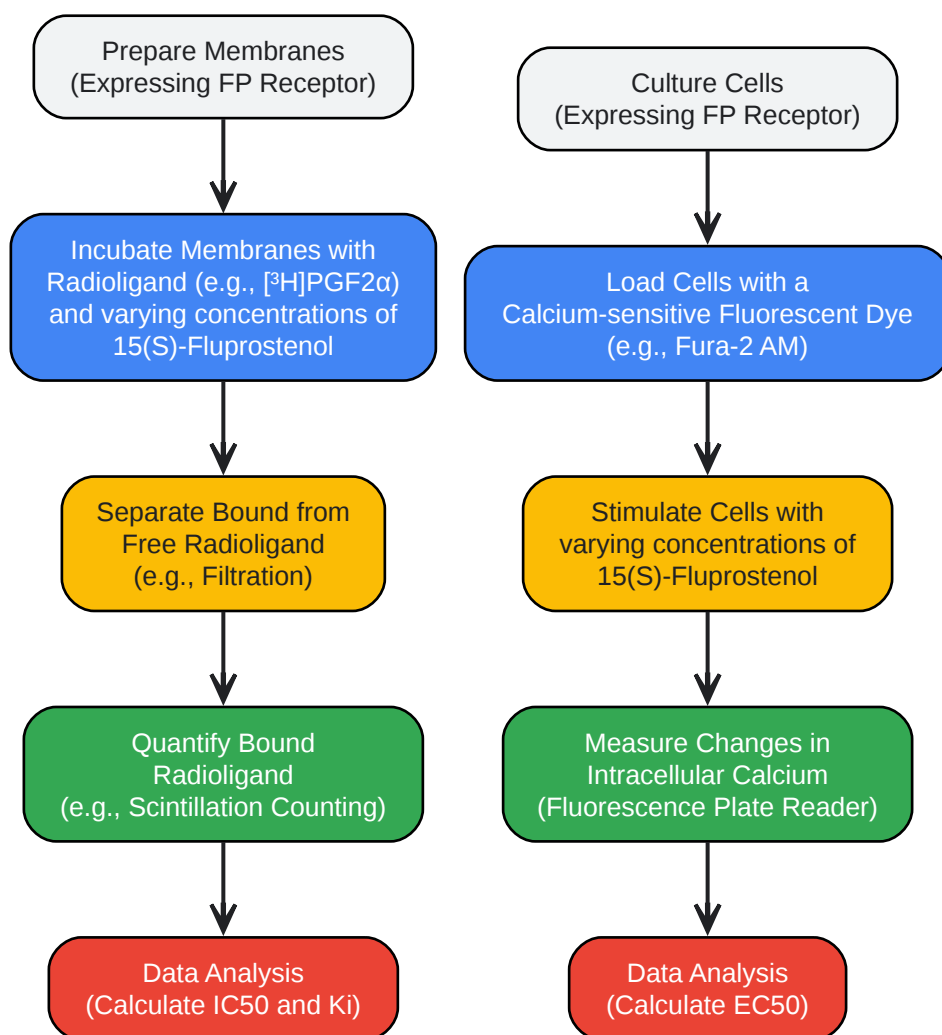 Prepare Membranes
(Expressing FP Receptor)
Incubate Membranes with
Radioligand (e.g., [³H]PGF2α)
and varying concentrations of
15(S)-Fluprostenol
Separate Bound from
Free Radioligand
(e.g., Filtration)
Quantify Bound
Radioligand
(e.g., Scintillation Counting)
Data Analysis
(Calculate IC50 and Ki)
Culture Cells
(Expressing FP Receptor)
Load Cells with a
Calcium-sensitive Fluorescent Dye
(e.g., Fura-2 AM)
Stimulate Cells with
varying concentrations of
15(S)-Fluprostenol
Measure Changes in
Intracellular Calcium
(Fluorescence Plate Reader)
Data Analysis
(Calculate EC50)